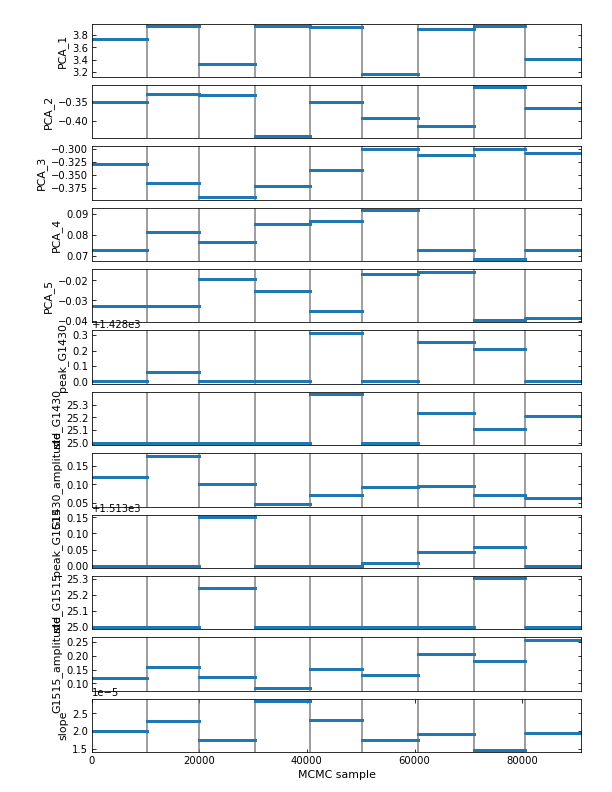 PCA_1
3.8
3.6
3.4
3.2
PCA_2
−0.35
−0.40
PCA_3
−0.300
−0.325
−0.350
−0.375
PCA_4
0.09
0.08
0.07
PCA_5
−0.02
−0.03
−0.04
+1.428e3
peak_G1430
0.3
0.2
0.1
0.0
std_G1430
25.3
25.2
25.1
25.0
G1430_amplitude
0.15
0.10
0.05
+1.513e3
peak_G1515
0.15
0.10
0.05
0.00
std_G1515
25.3
25.2
25.1
25.0
G1515_amplitude
0.25
0.20
0.15
0.10
1e−5
slope
2.5
2.0
1.5
0 20000 40000 60000 80000
MCMC sample